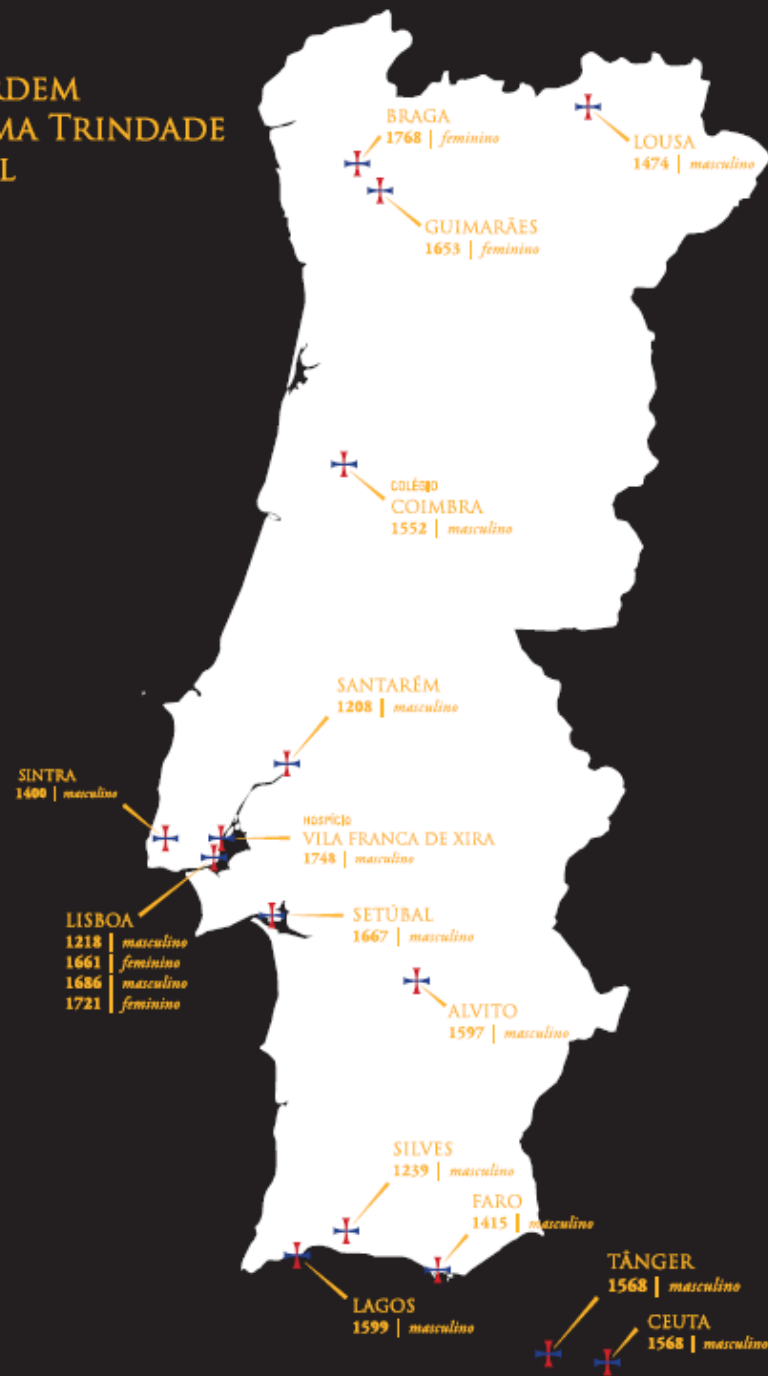 RDEM
MA TRINDADE
L
BRAGA
1768 | feminino
LOUSA
1474 | masculino
GUIMARÃES
1653 | feminino
COLÉGIO
COIMBRA
1552 | masculino
SANTARÉM
1208 | masculino
SINTRA
1400 | masculino
HOSPÍCIO
VILA FRANCA DE XIRA
1748 | masculino
LISBOA
1218 | masculino
1661 | feminino
1686 | masculino
1721 | feminino
SETÚBAL
1667 | masculino
ALVITO
1597 | masculino
SILVES
1239 | masculino
FARO
1415 | masculino
LAGOS
1599 | masculino
TÂNGER
1568 | masculino
CEUTA
1568 | masculino